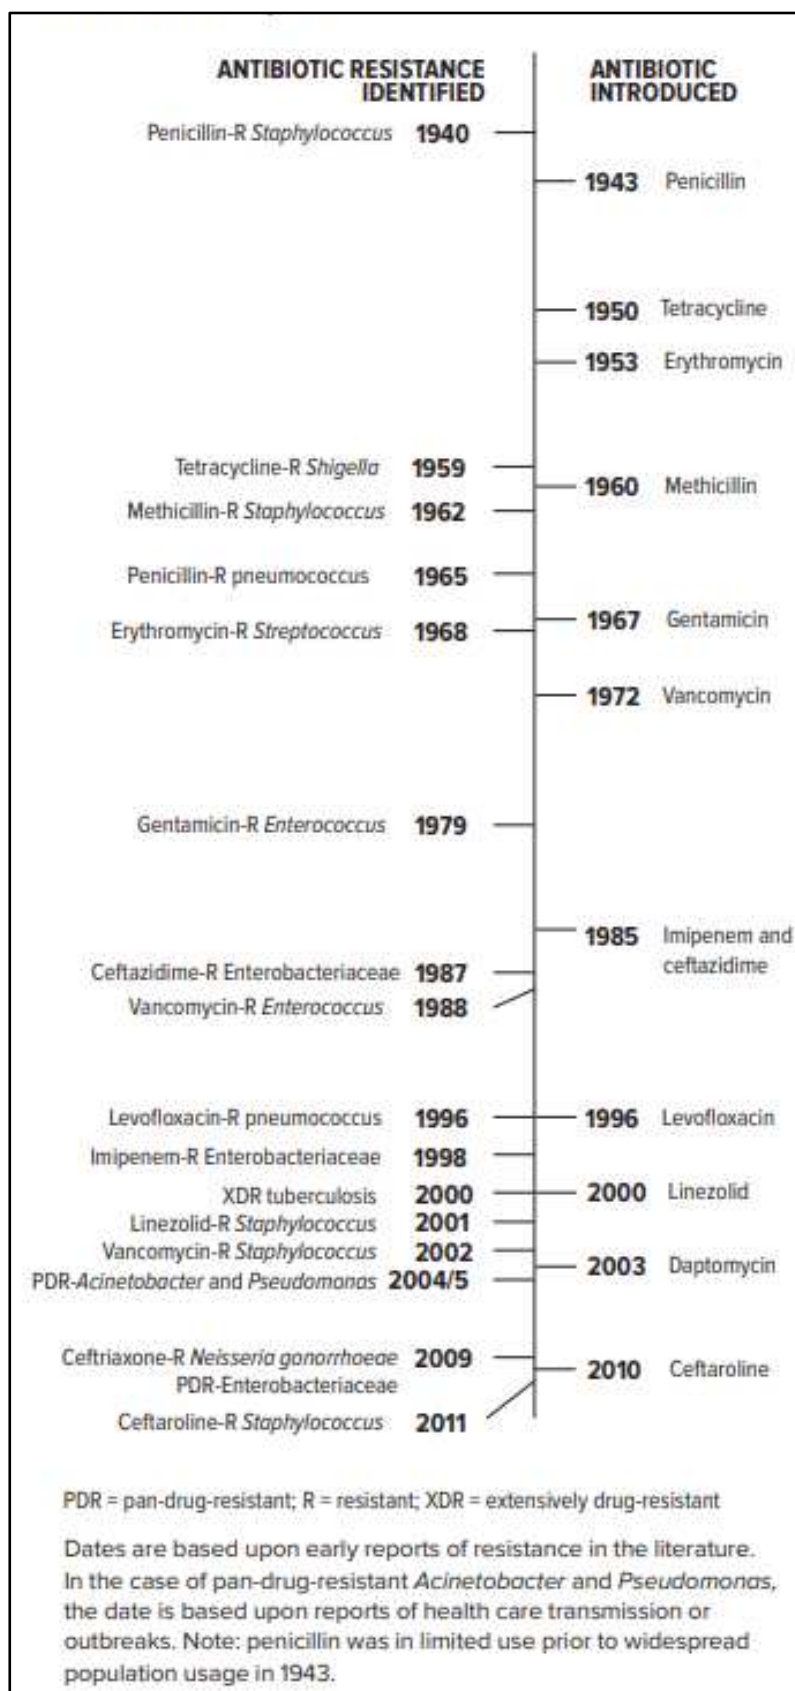 ANTIBIOTIC RESISTANCE
IDENTIFIED
ANTIBIOTIC
INTRODUCED
Penicillin-R Staphylococcus 1940
1943 Penicillin
1950 Tetracycline
1953 Erythromycin
Tetracycline-R Shigella 1959
1960 Methicillin
Methicillin-R Staphylococcus 1962
Penicillin-R pneumococcus 1965
1967 Gentamicin
Erythromycin-R Streptococcus 1968
1972 Vancomycin
Gentamicin-R Enterococcus 1979
1985 Imipenem and
ceftazidime
Ceftazidime-R Enterobacteriaceae 1987
Vancomycin-R Enterococcus 1988
Levofloxacin-R pneumococcus 1996
1996 Levofloxacin
Imipenem-R Enterobacteriaceae 1998
XDR tuberculosis 2000
2000 Linezolid
Linezolid-R Staphylococcus 2001
Vancomycin-R Staphylococcus 2002
2003 Daptomycin
PDR-Acinetobacter and Pseudomonas 2004/5
Ceftriaxone-R Neisseria gonorrhoeae 2009
PDR-Enterobacteriaceae
2010 Ceftaroline
Ceftaroline-R Staphylococcus 2011
PDR = pan-drug-resistant; R = resistant; XDR = extensively drug-resistant
Dates are based upon early reports of resistance in the literature.
In the case of pan-drug-resistant Acinetobacter and Pseudomonas,
the date is based upon reports of health care transmission or
outbreaks. Note: penicillin was in limited use prior to widespread
population usage in 1943.